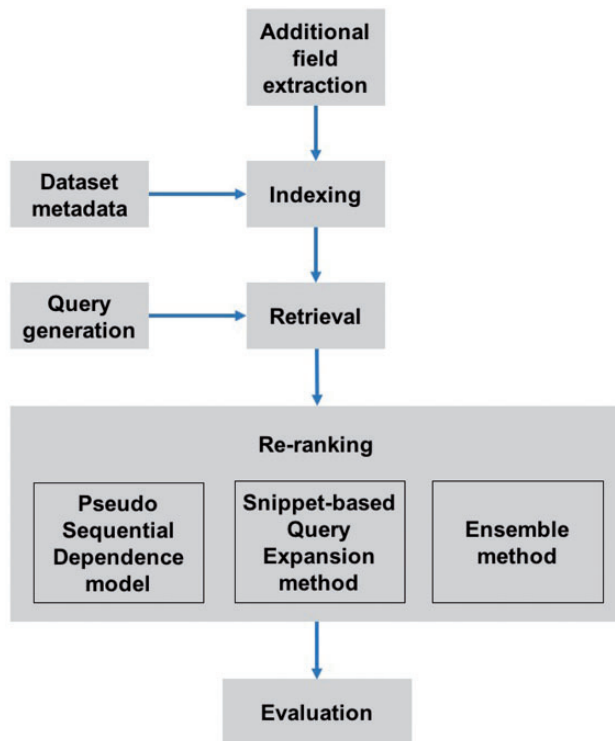 Additional
field
extraction
Dataset
metadata
Indexing
Query
generation
Retrieval
Re-ranking
Pseudo
Sequential
Dependence
model
Snippet-based
Query
Expansion
method
Ensemble
method
Evaluation